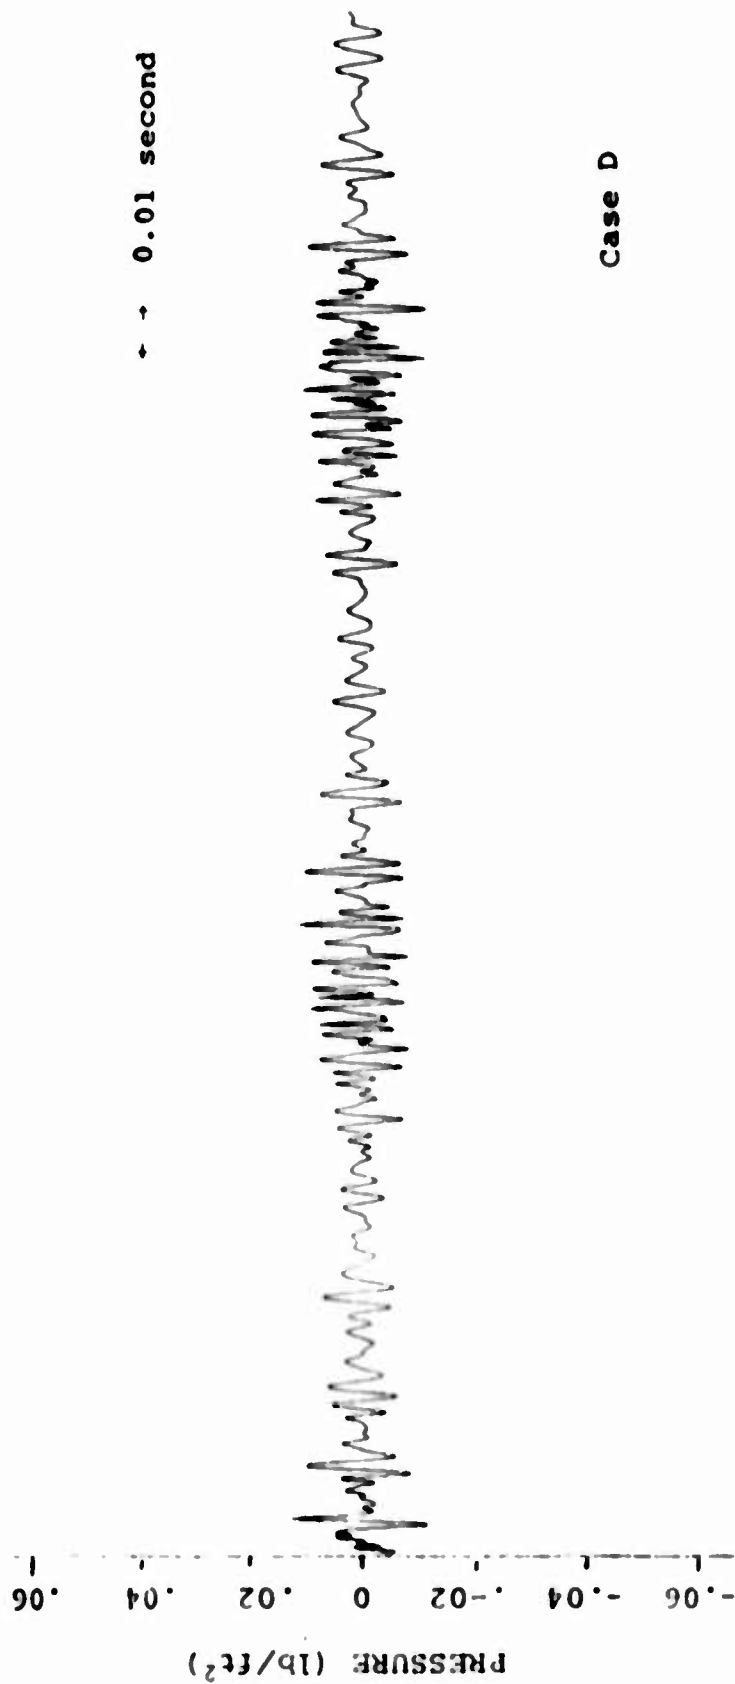 ← → 0.01 second
Case D
.06
.04
.02
0
-.02
-.04
-.06
PRESSURE (lb/ft²)